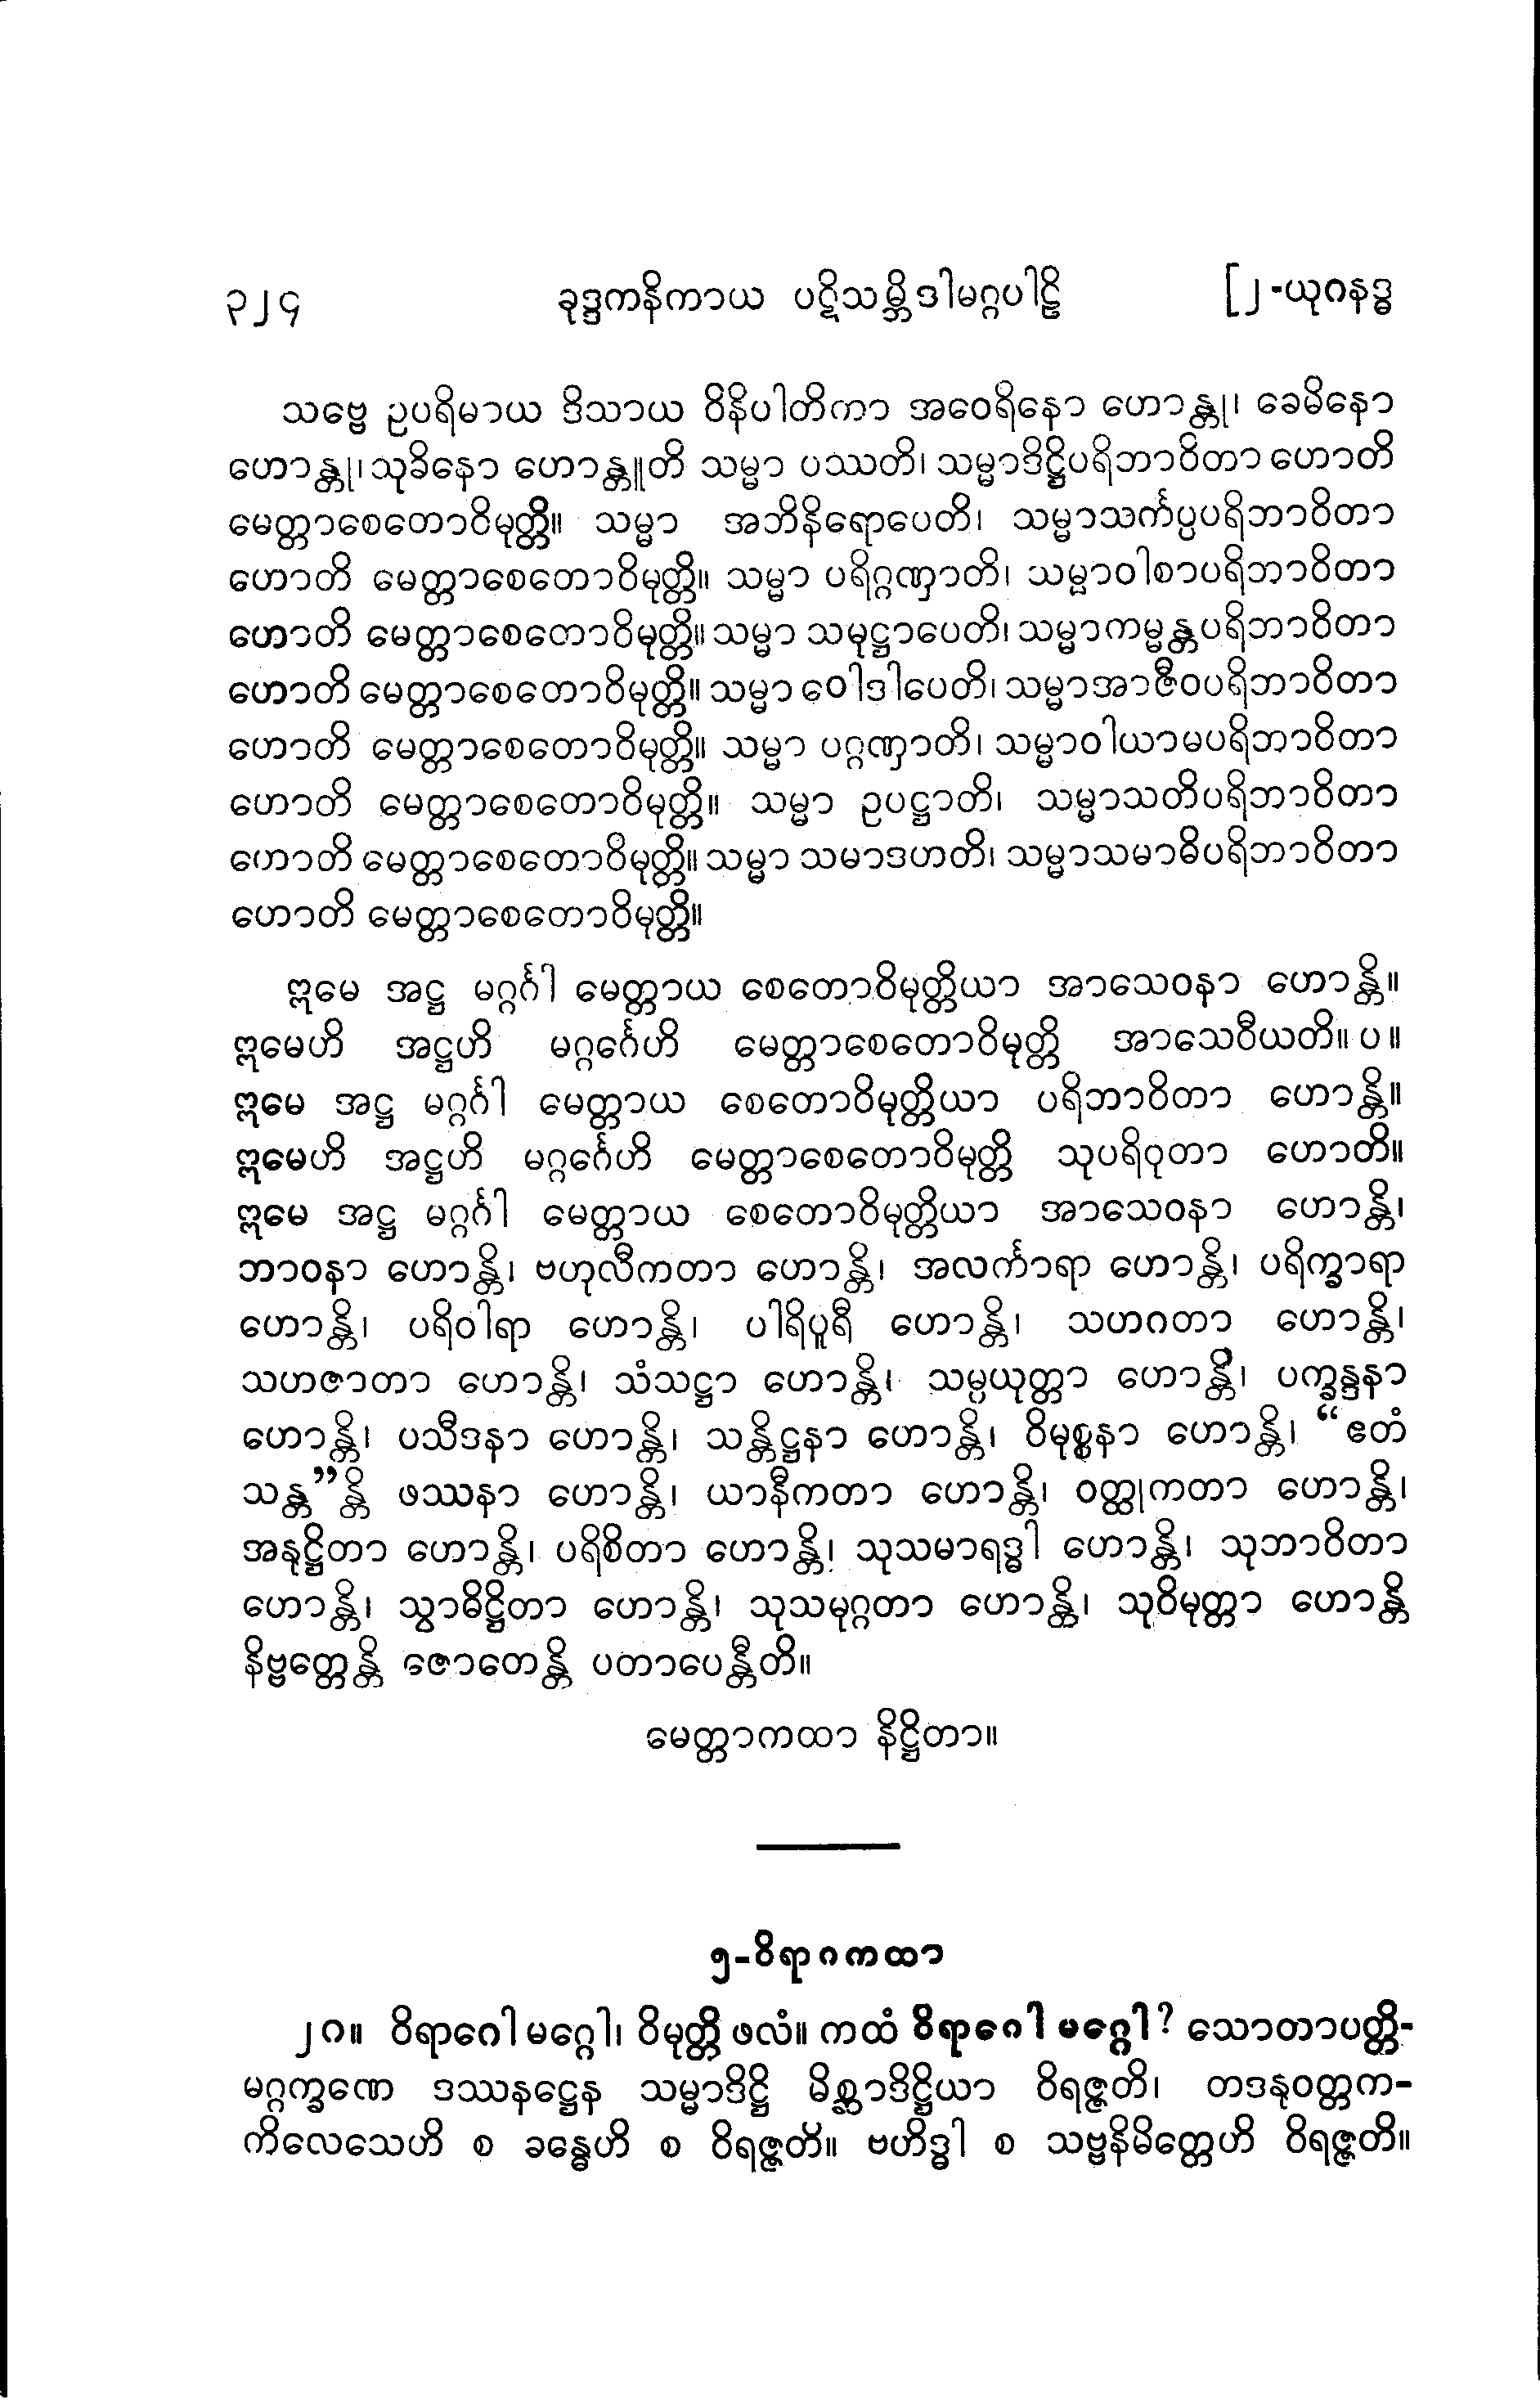 ၃၂၄ ခုဒ္ဒကနိကာယ ပဋိသမ္ဘိဒါမဂ္ဂပါဠိ [၂-ယုဂနဒ္ဓ
သဗ္ဗေ ဥပရိမာယ ဒိသာယ ဝိနိပါတိကာ အဝေရိနော ဟောန္တု၊ ခေမိနော
ဟောန္တု၊ သုခိနော ဟောန္တူတိ သမ္မာ ပဿတိ၊ သမ္မာဒိဋ္ဌိပရိဘာဝိတာ ဟောတိ
မေတ္တာစေတောဝိမုတ္တိ။ သမ္မာ အဘိနိရောပေတိ၊ သမ္မာသင်္ကပ္ပပရိဘာဝိတာ
ဟောတိ မေတ္တာစေတောဝိမုတ္တိ။ သမ္မာ ပရိဂ္ဂဏှာတိ၊ သမ္မာဝါစာပရိဘာဝိတာ
ဟောတိ မေတ္တာစေတောဝိမုတ္တိ။ သမ္မာ သမုဋ္ဌာပေတိ၊ သမ္မာကမ္မန္တပရိဘာဝိတာ
ဟောတိ မေတ္တာစေတောဝိမုတ္တိ။ သမ္မာ ဝေါဒါပေတိ၊ သမ္မာအာဇီဝပရိဘာဝိတာ
ဟောတိ မေတ္တာစေတောဝိမုတ္တိ။ သမ္မာ ပဂ္ဂဏှာတိ၊ သမ္မာဝါယာမပရိဘာဝိတာ
ဟောတိ မေတ္တာစေတောဝိမုတ္တိ။ သမ္မာ ဥပဋ္ဌာတိ၊ သမ္မာသတိပရိဘာဝိတာ
ဟောတိ မေတ္တာစေတောဝိမုတ္တိ။ သမ္မာ သမာဒဟတိ၊ သမ္မာသမာဓိပရိဘာဝိတာ
ဟောတိ မေတ္တာစေတောဝိမုတ္တိ။
ဣမေ အဋ္ဌ မဂ္ဂင်္ဂါ မေတ္တာယ စေတောဝိမုတ္တိယာ အာသေဝနာ ဟောန္တိ။
ဣမေဟိ အဋ္ဌဟိ မဂ္ဂင်္ဂေဟိ မေတ္တာစေတောဝိမုတ္တိ အာသေဝီယတိ။ ပ။
ဣမေ အဋ္ဌ မဂ္ဂင်္ဂါ မေတ္တာယ စေတောဝိမုတ္တိယာ ပရိဘာဝိတာ ဟောန္တိ။
ဣမေဟိ အဋ္ဌဟိ မဂ္ဂင်္ဂေဟိ မေတ္တာစေတောဝိမုတ္တိ သုပရိဝုတာ ဟောတိ။
ဣမေ အဋ္ဌ မဂ္ဂင်္ဂါ မေတ္တာယ စေတောဝိမုတ္တိယာ အာသေဝနာ ဟောန္တိ၊
ဘာဝနာ ဟောန္တိ၊ ဗဟုလီကတာ ဟောန္တိ၊ အလင်္ကာရာ ဟောန္တိ၊ ပရိက္ခာရာ
ဟောန္တိ၊ ပရိဝါရာ ဟောန္တိ၊ ပါရိပူရီ ဟောန္တိ၊ သဟဂတာ ဟောန္တိ၊
သဟဇာတာ ဟောန္တိ၊ သံသဋ္ဌာ ဟောန္တိ၊ သမ္ပယုတ္တာ ဟောန္တိ၊ ပက္ခန္ဒနာ
ဟောန္တိ၊ ပသီဒနာ ဟောန္တိ၊ သန္တိဋ္ဌနာ ဟောန္တိ၊ ဝိမုစ္စနာ ဟောန္တိ၊ “ဧတံ
သန္တ”န္တိ ဖဿနာ ဟောန္တိ၊ ယာနီကတာ ဟောန္တိ၊ ဝတ္ထုကတာ ဟောန္တိ၊
အနုဋ္ဌိတာ ဟောန္တိ၊ ပရိစိတာ ဟောန္တိ၊ သုသမာရဒ္ဓါ ဟောန္တိ၊ သုဘာဝိတာ
ဟောန္တိ၊ သွာဓိဋ္ဌိတာ ဟောန္တိ၊ သုသမုဂ္ဂတာ ဟောန္တိ၊ သုဝိမုတ္တာ ဟောန္တိ
နိဗ္ဗတ္တေန္တိ ဇောတေန္တိ ပတာပေန္တီတိ။
မေတ္တာကထာ နိဋ္ဌိတာ။
၅-ဝိရာဂကထာ
၂၈။ ဝိရာဂေါ မဂ္ဂေါ၊ ဝိမုတ္တိ ဖလံ။ ကထံ ဝိရာဂေါ မဂ္ဂေါ? သောတာပတ္တိ-
မဂ္ဂက္ခဏေ ဒဿနဋ္ဌေန သမ္မာဒိဋ္ဌိ မိစ္ဆာဒိဋ္ဌိယာ ဝိရဇ္ဇတိ၊ တဒနုဝတ္တက-
ကိလေသေဟိ စ ခန္ဓေဟိ စ ဝိရဇ္ဇတိ။ ဗဟိဒ္ဓါ စ သဗ္ဗနိမိတ္တေဟိ ဝိရဇ္ဇတိ။